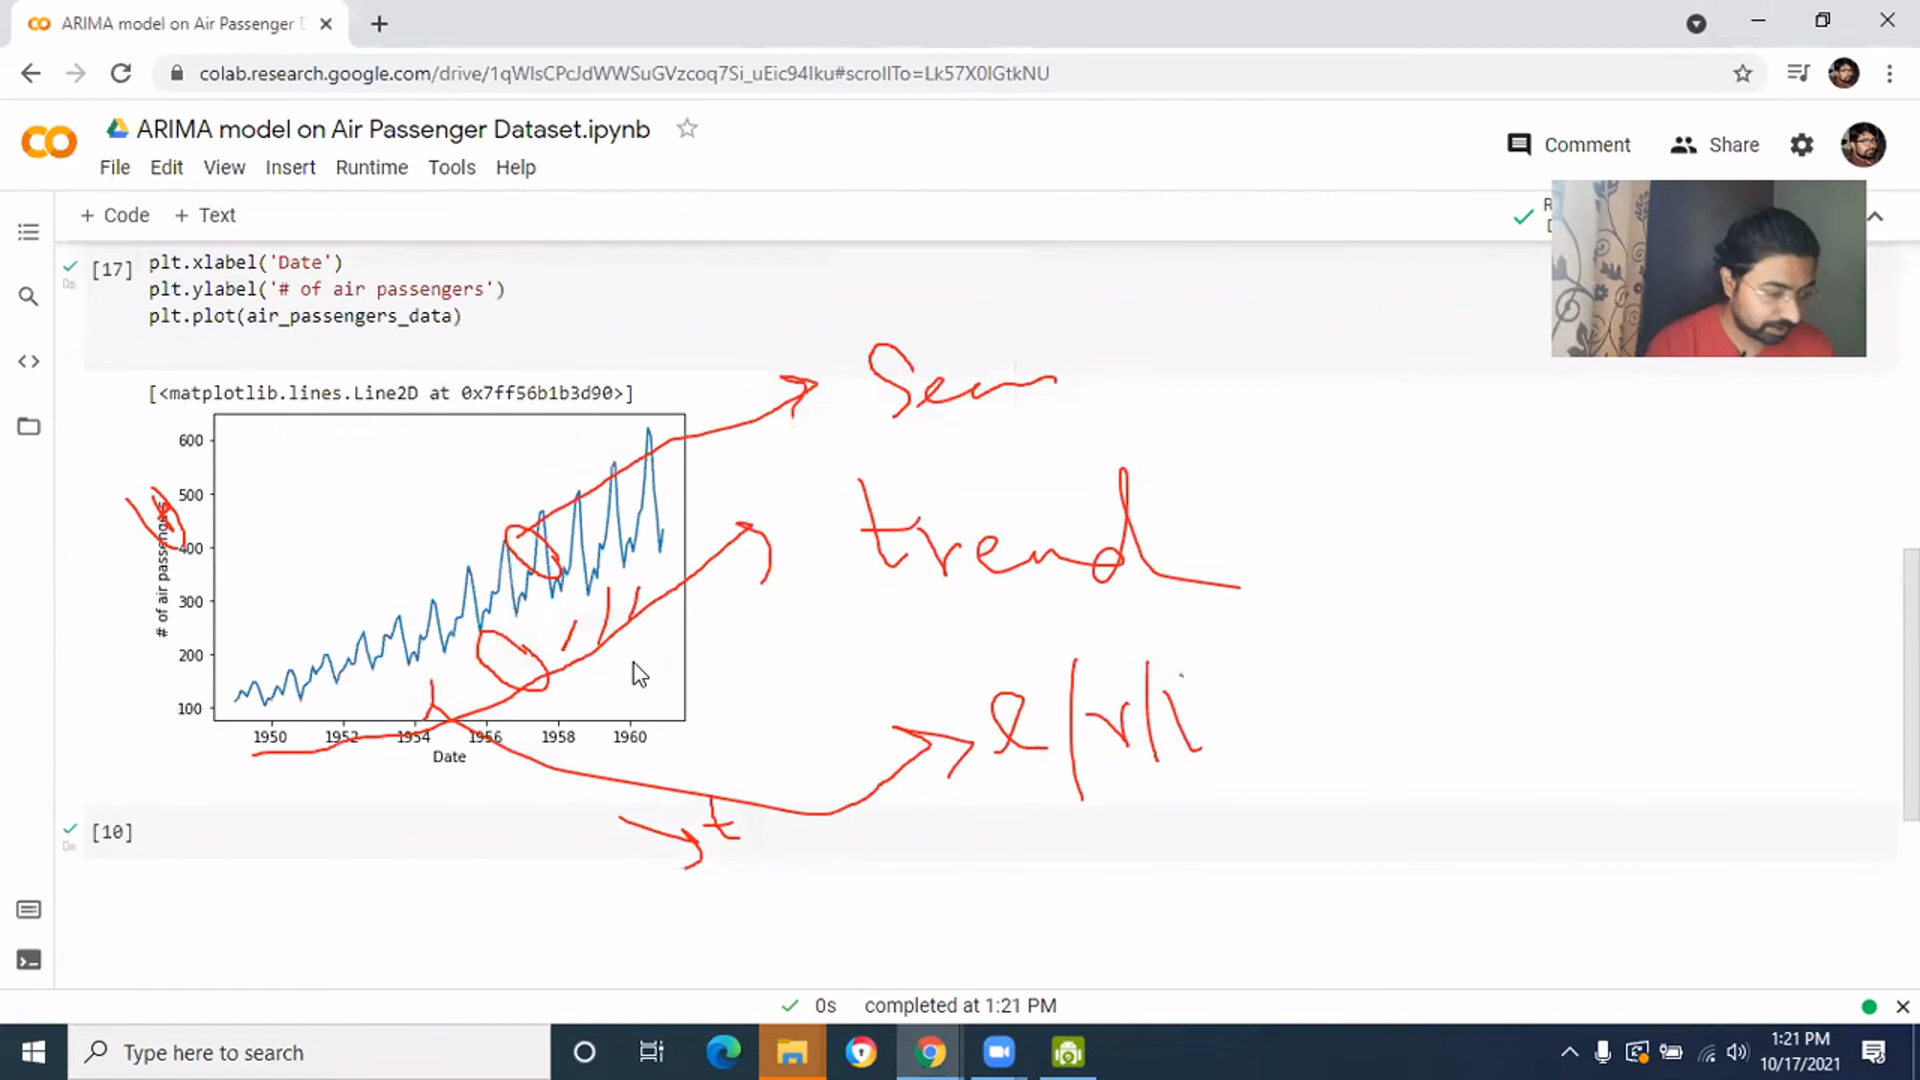 ARIMA model on Air Passenger D
colab.research.google.com/drive/1qWIsCPcJdWWSuGVzcoq7Si_uEic94Iku#scrollTo=Lk57X0IGtkNU
ARIMA model on Air Passenger Dataset.ipynb
Comment Share
File Edit View Insert Runtime Tools Help
+ Code + Text
[17] plt.xlabel('Date')
plt.ylabel('# of air passengers')
plt.plot(air_passengers_data)
[<matplotlib.lines.Line2D at 0x7ff56b1b3d90>]
600
500
400
300
200
100
# of air passengers
1950 1952 1954 1956 1958 1960
Date
trend
e/r/i
t
[10]
0s completed at 1:21 PM
Type here to search
1:21 PM
10/17/2021